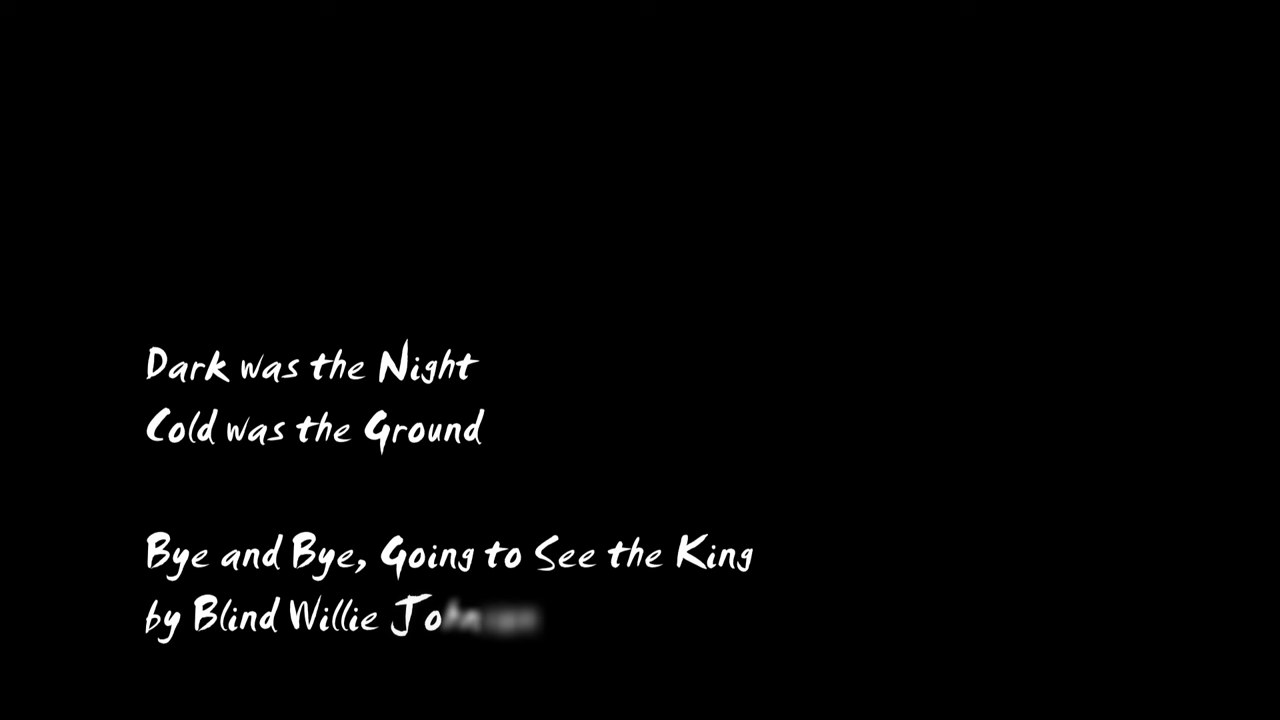 Dark was the Night
Cold was the Ground
Bye and Bye, Going to See the King
by Blind Willie